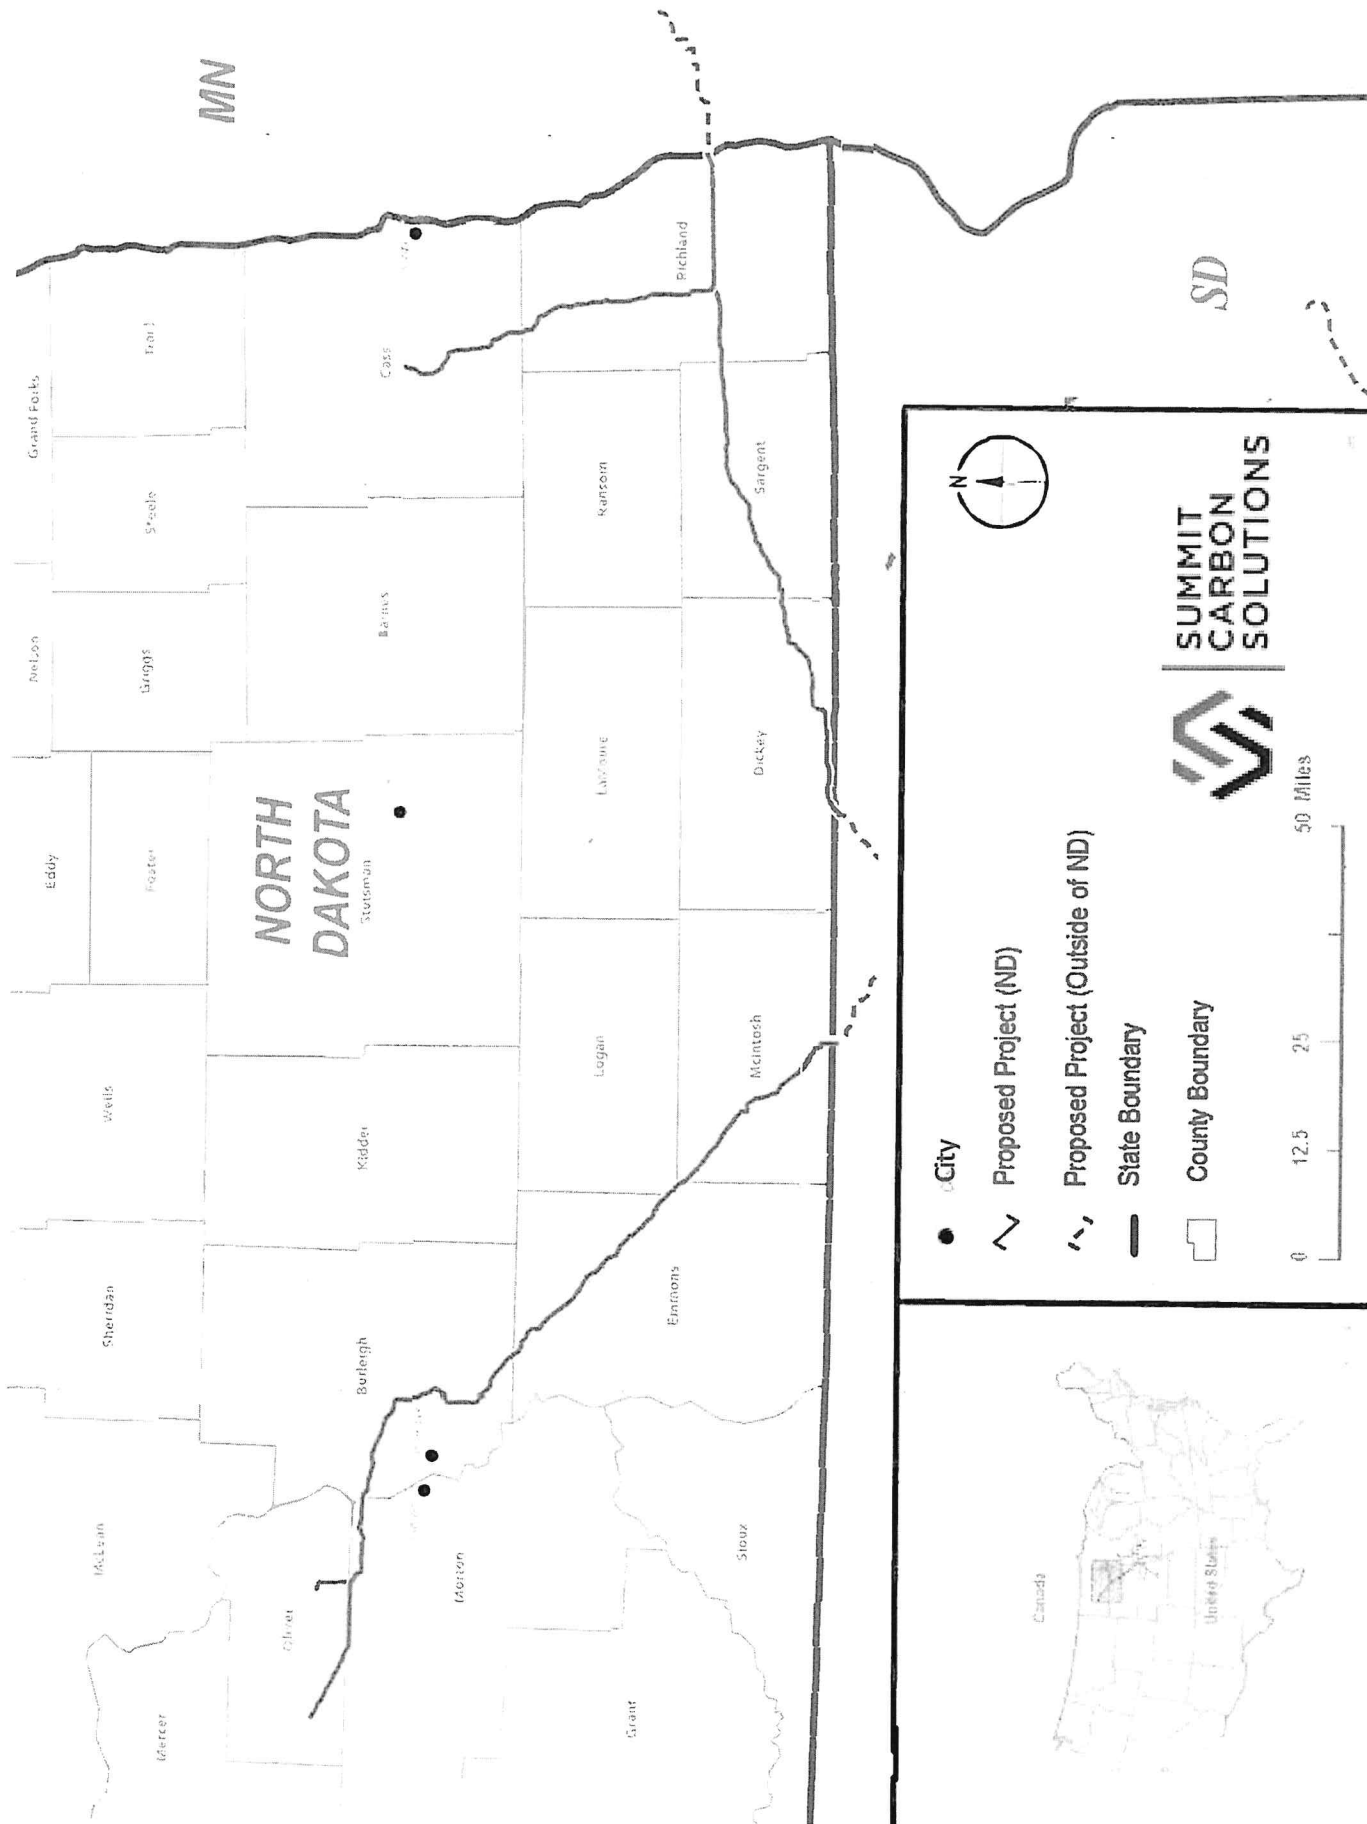 MN
NORTH
DAKOTA
SD
Grand Forks
Nelson
Eddy
Wells
Sheridan
McLean
Mercer
Traill
Steele
Griggs
Foster
Cass
Barnes
Stutsman
Kidder
Burleigh
Oliver
Morton
Richland
Ransom
LaMoure
Logan
Emmons
Grant
Sargent
Dickey
McIntosh
Sioux
N
City
Proposed Project (ND)
Proposed Project (Outside of ND)
State Boundary
County Boundary
0 12.5 25 50 Miles
SUMMIT
CARBON
SOLUTIONS
Canada
United States